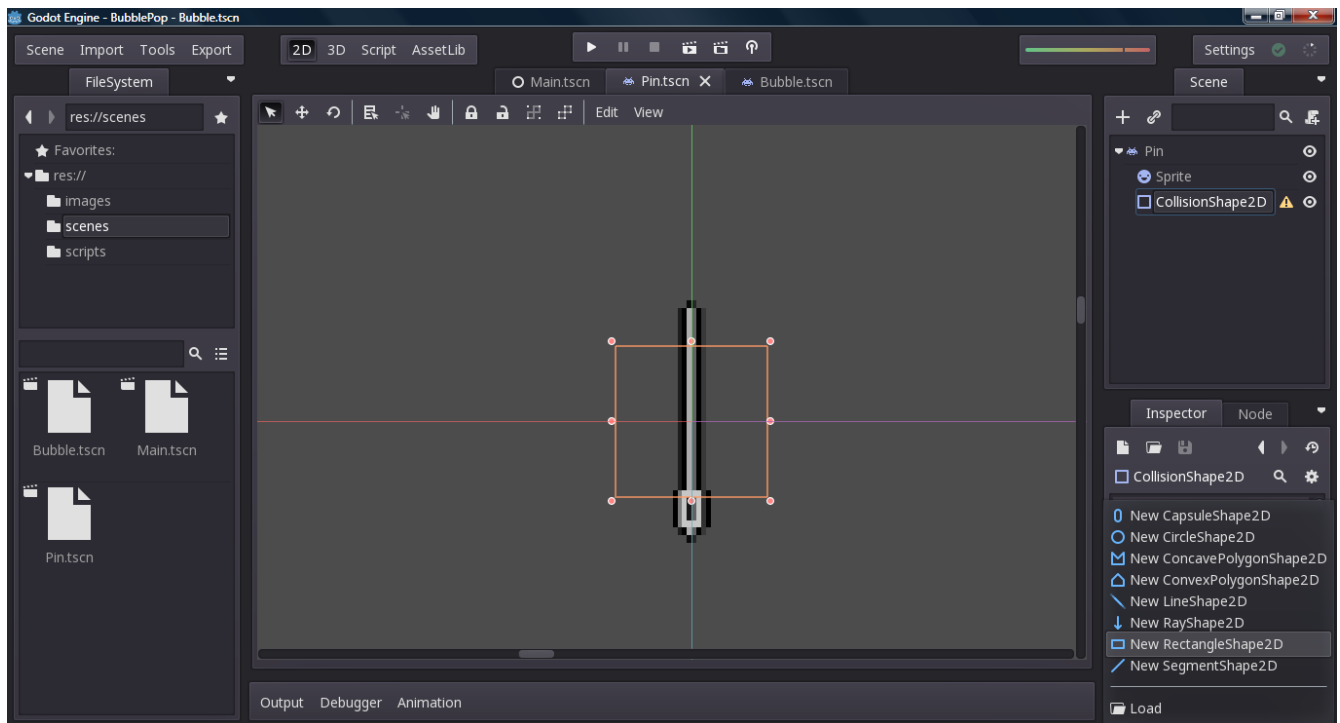 Godot Engine - BubblePop - Bubble.tscn
Scene Import Tools Export 2D 3D Script AssetLib Settings
FileSystem Main.tscn Pin.tscn Bubble.tscn Scene
res://scenes Edit View
Favorites: Pin
res:// Sprite
images CollisionShape2D
scenes
scripts
Bubble.tscn Main.tscn
Pin.tscn
Inspector Node
CollisionShape2D
New CapsuleShape2D
New CircleShape2D
New ConcavePolygonShape2D
New ConvexPolygonShape2D
New LineShape2D
New RayShape2D
New RectangleShape2D
New SegmentShape2D
Load
Output Debugger Animation